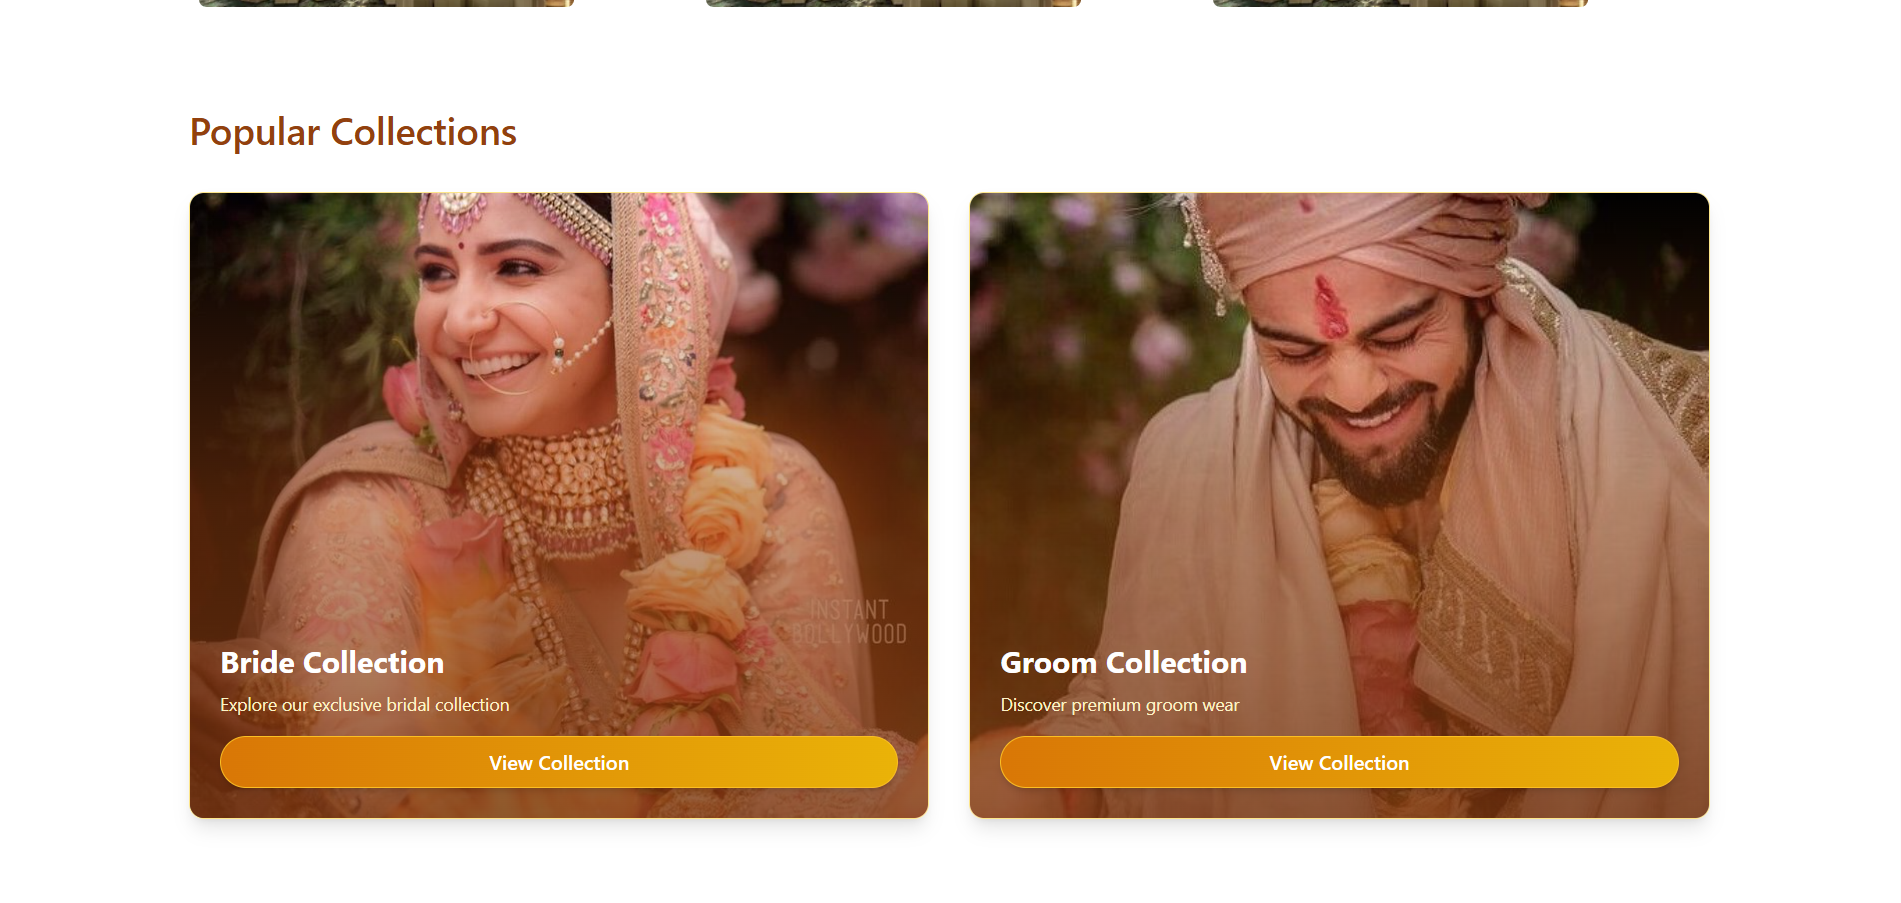 Popular Collections
INSTANT
BOLLYWOOD
Bride Collection
Explore our exclusive bridal collection
View Collection
Groom Collection
Discover premium groom wear
View Collection